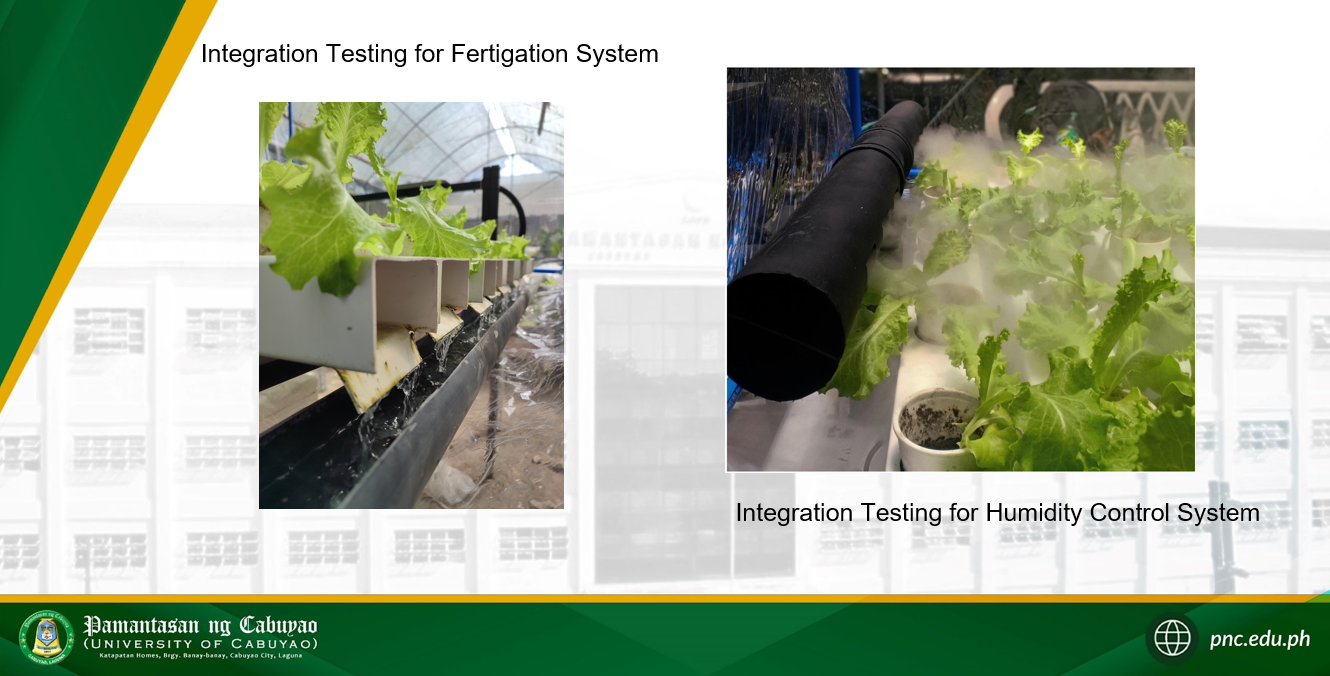 Integration Testing for Fertigation System
Integration Testing for Humidity Control System
Pamantasan ng Cabuyao
(UNIVERSITY OF CABUYAO)
Katapatan Homes, Brgy. Banay-banay, Cabuyao City, Laguna
pnc.edu.ph